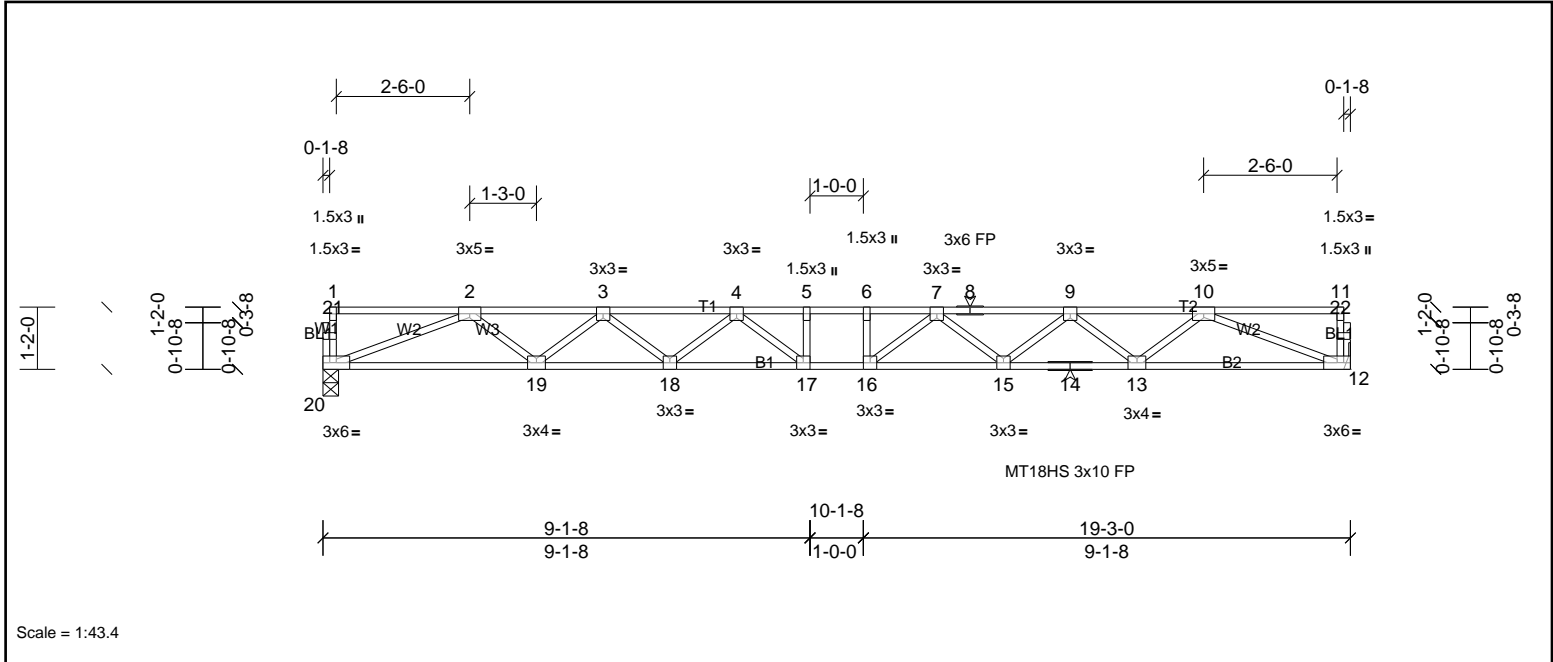 2-6-0
0-1-8
0-1-8
1-3-0
1-0-0
2-6-0
1.5x3 II
1.5x3 =
3x5 =
3x3 =
3x3 =
1.5x3 II
1.5x3 II
3x3 =
3x6 FP
3x3 =
3x5 =
1.5x3 =
1.5x3 II
1 2 3 4 5 6 7 8 9 10 11
21 T1 T2 22
W1 W2 W3 W2
B1 B2
1-2-0
1-2-0
0-10-8
0-10-8
0-3-8
1-2-0
0-10-8
0-10-8
0-3-8
20 19 18 17 16 15 14 13 12
3x6 =
3x4 =
3x3 =
3x3 =
3x3 =
3x3 =
3x4 =
3x6 =
MT18HS 3x10 FP
9-1-8 10-1-8 19-3-0
9-1-8 1-0-0 9-1-8
Scale = 1:43.4